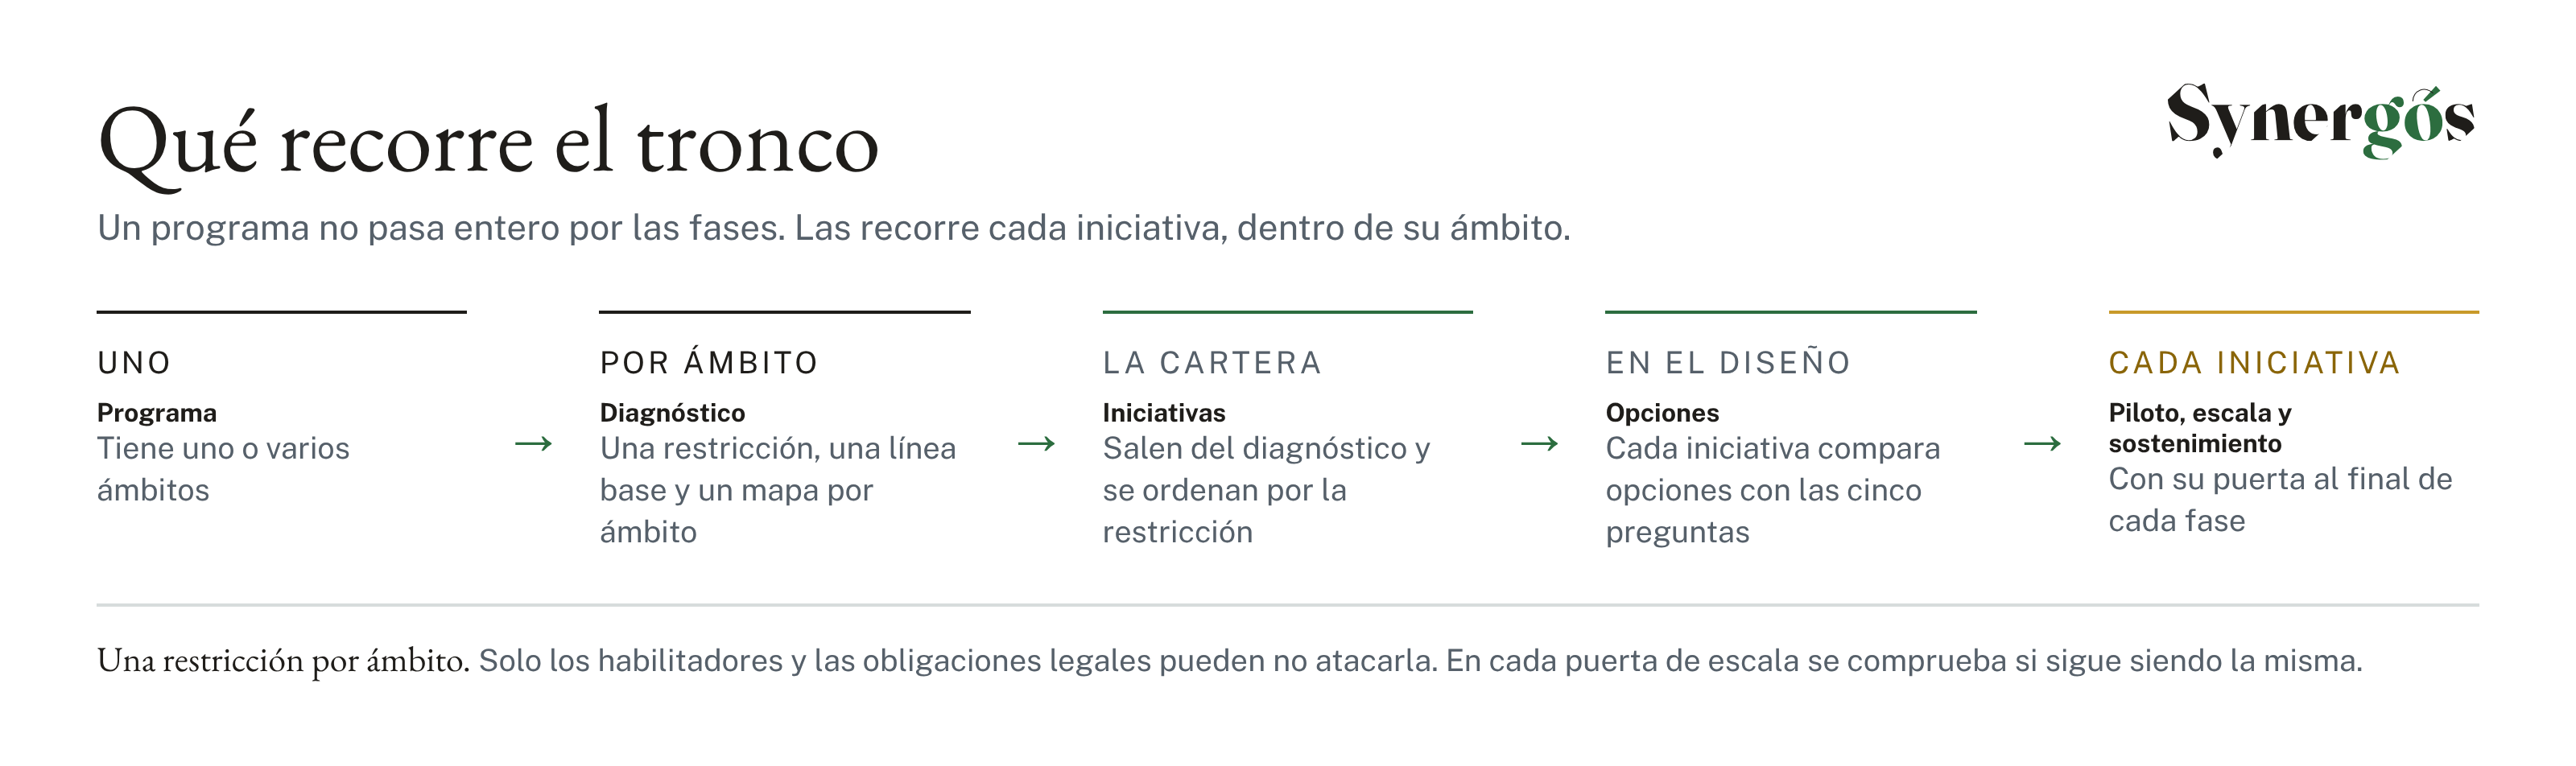 Qué recorre el tronco
Synergós
Un programa no pasa entero por las fases. Las recorre cada iniciativa, dentro de su ámbito.
UNO
Programa
Tiene uno o varios
ámbitos
→
POR ÁMBITO
Diagnóstico
Una restricción, una línea
base y un mapa por
ámbito
→
LA CARTERA
Iniciativas
Salen del diagnóstico y
se ordenan por la
restricción
→
EN EL DISEÑO
Opciones
Cada iniciativa compara
opciones con las cinco
preguntas
→
CADA INICIATIVA
Piloto, escala y
sostenimiento
Con su puerta al final de
cada fase
Una restricción por ámbito. Solo los habilitadores y las obligaciones legales pueden no atacarla. En cada puerta de escala se comprueba si sigue siendo la misma.